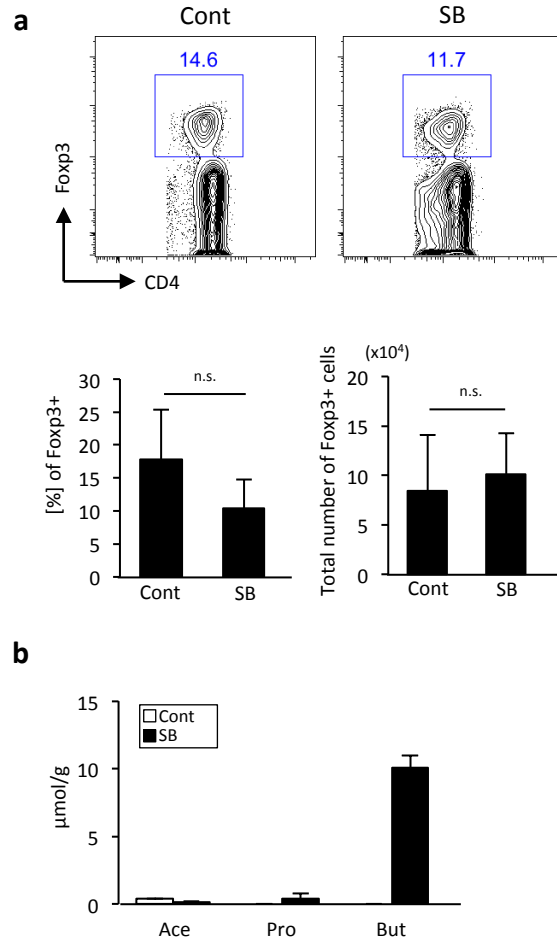 a
Cont
SB
14.6
11.7
Foxp3
CD4
[%] of Foxp3+
30
25
20
15
10
5
0
n.s.
Cont
SB
Total number of Foxp3+ cells
(x10⁴)
20
15
10
5
0
n.s.
Cont
SB
b
µmol/g
15
10
5
0
Cont
SB
Ace
Pro
But